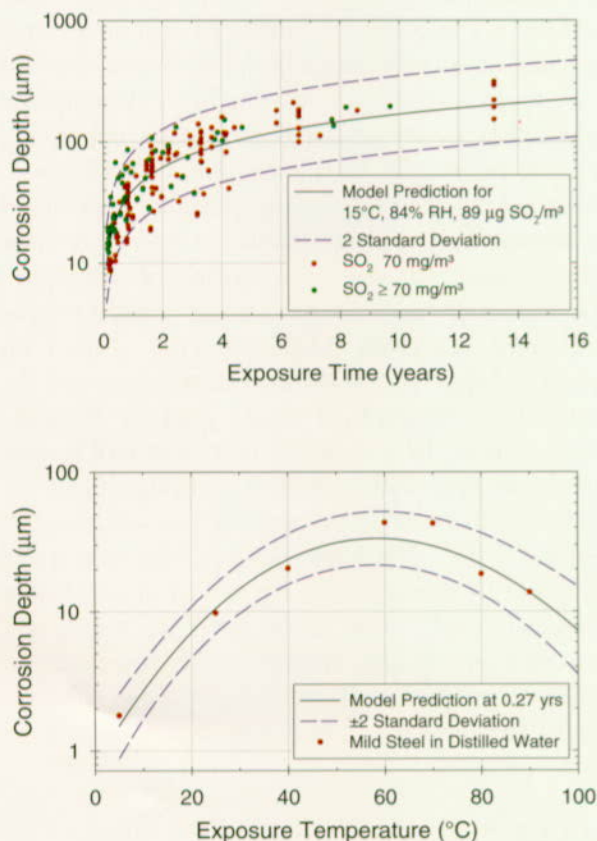 1000
100
10
Corrosion Depth (μm)
Model Prediction for
15°C, 84% RH, 89 μg SO₂/m³
2 Standard Deviation
SO₂ 70 mg/m³
SO₂ ≥ 70 mg/m³
0 2 4 6 8 10 12 14 16
Exposure Time (years)
100
10
1
Corrosion Depth (μm)
Model Prediction at 0.27 yrs
±2 Standard Deviation
Mild Steel in Distilled Water
0 20 40 60 80 100
Exposure Temperature (°C)